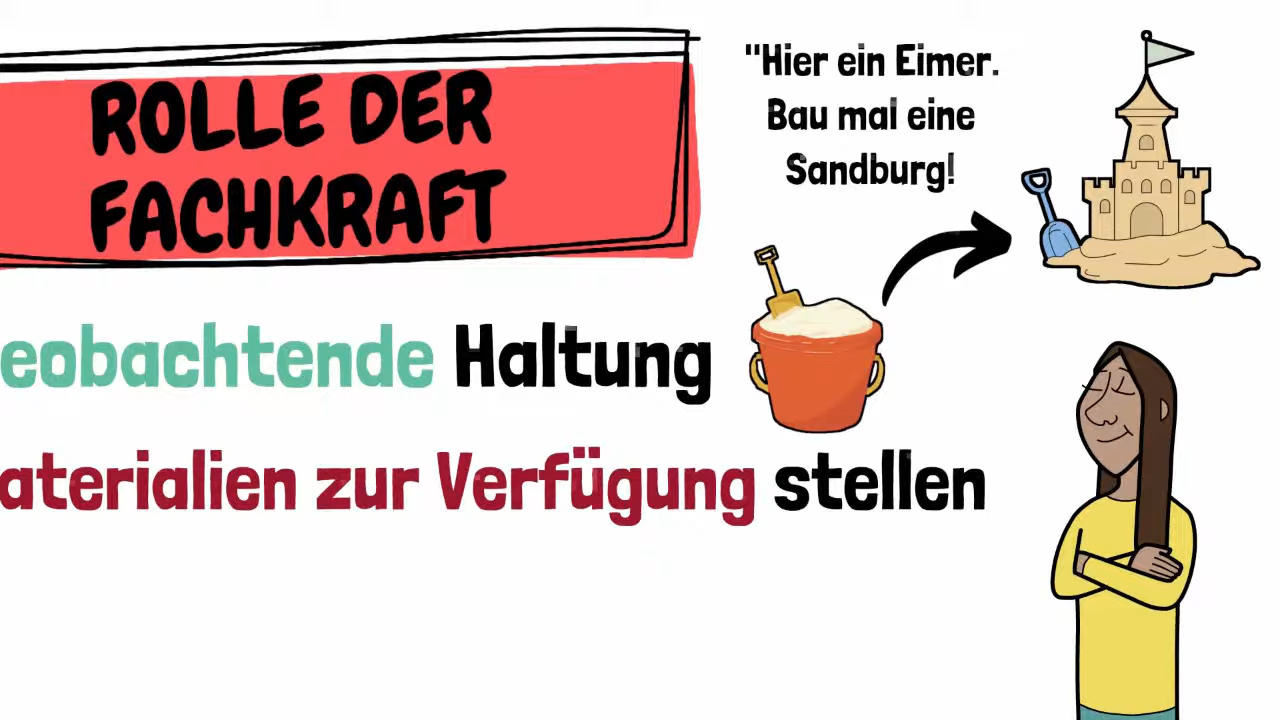 ROLLE DER
FACHKRAFT
"Hier ein Eimer.
Bau mal eine
Sandburg!
eobachtende Haltung
aterialien zur Verfügung stellen